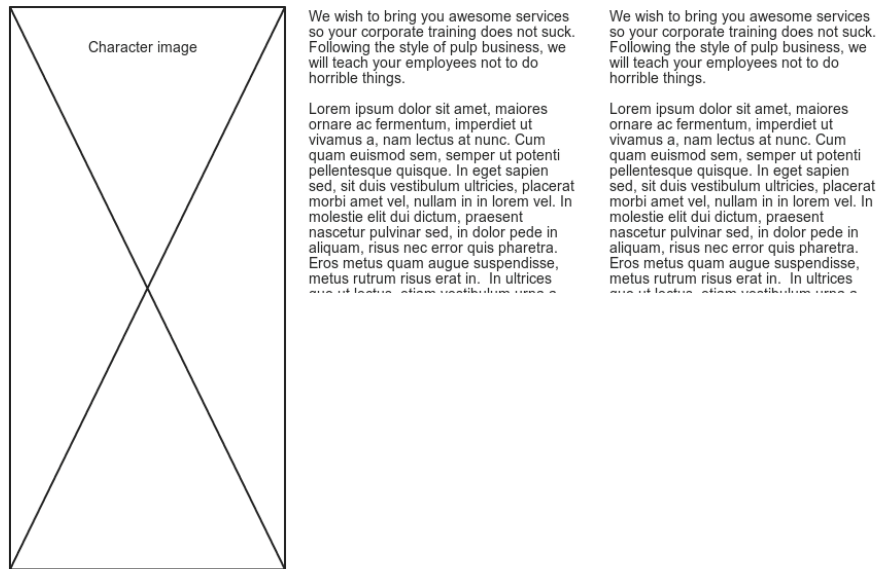 Character image
We wish to bring you awesome services
so your corporate training does not suck.
Following the style of pulp business, we
will teach your employees not to do
horrible things.
Lorem ipsum dolor sit amet, maiores
ornare ac fermentum, imperdiet ut
vivamus a, nam lectus at nunc. Cum
quam euismod sem, semper ut potenti
pellentesque quisque. In eget sapien
sed, sit duis vestibulum ultricies, placerat
morbi amet vel, nullam in in lorem vel. In
molestie elit dui dictum, praesent
nascetur pulvinar sed, in dolor pede in
aliquam, risus nec error quis pharetra.
Eros metus quam augue suspendisse,
metus rutrum risus erat in.  In ultrices
We wish to bring you awesome services
so your corporate training does not suck.
Following the style of pulp business, we
will teach your employees not to do
horrible things.
Lorem ipsum dolor sit amet, maiores
ornare ac fermentum, imperdiet ut
vivamus a, nam lectus at nunc. Cum
quam euismod sem, semper ut potenti
pellentesque quisque. In eget sapien
sed, sit duis vestibulum ultricies, placerat
morbi amet vel, nullam in in lorem vel. In
molestie elit dui dictum, praesent
nascetur pulvinar sed, in dolor pede in
aliquam, risus nec error quis pharetra.
Eros metus quam augue suspendisse,
metus rutrum risus erat in.  In ultrices